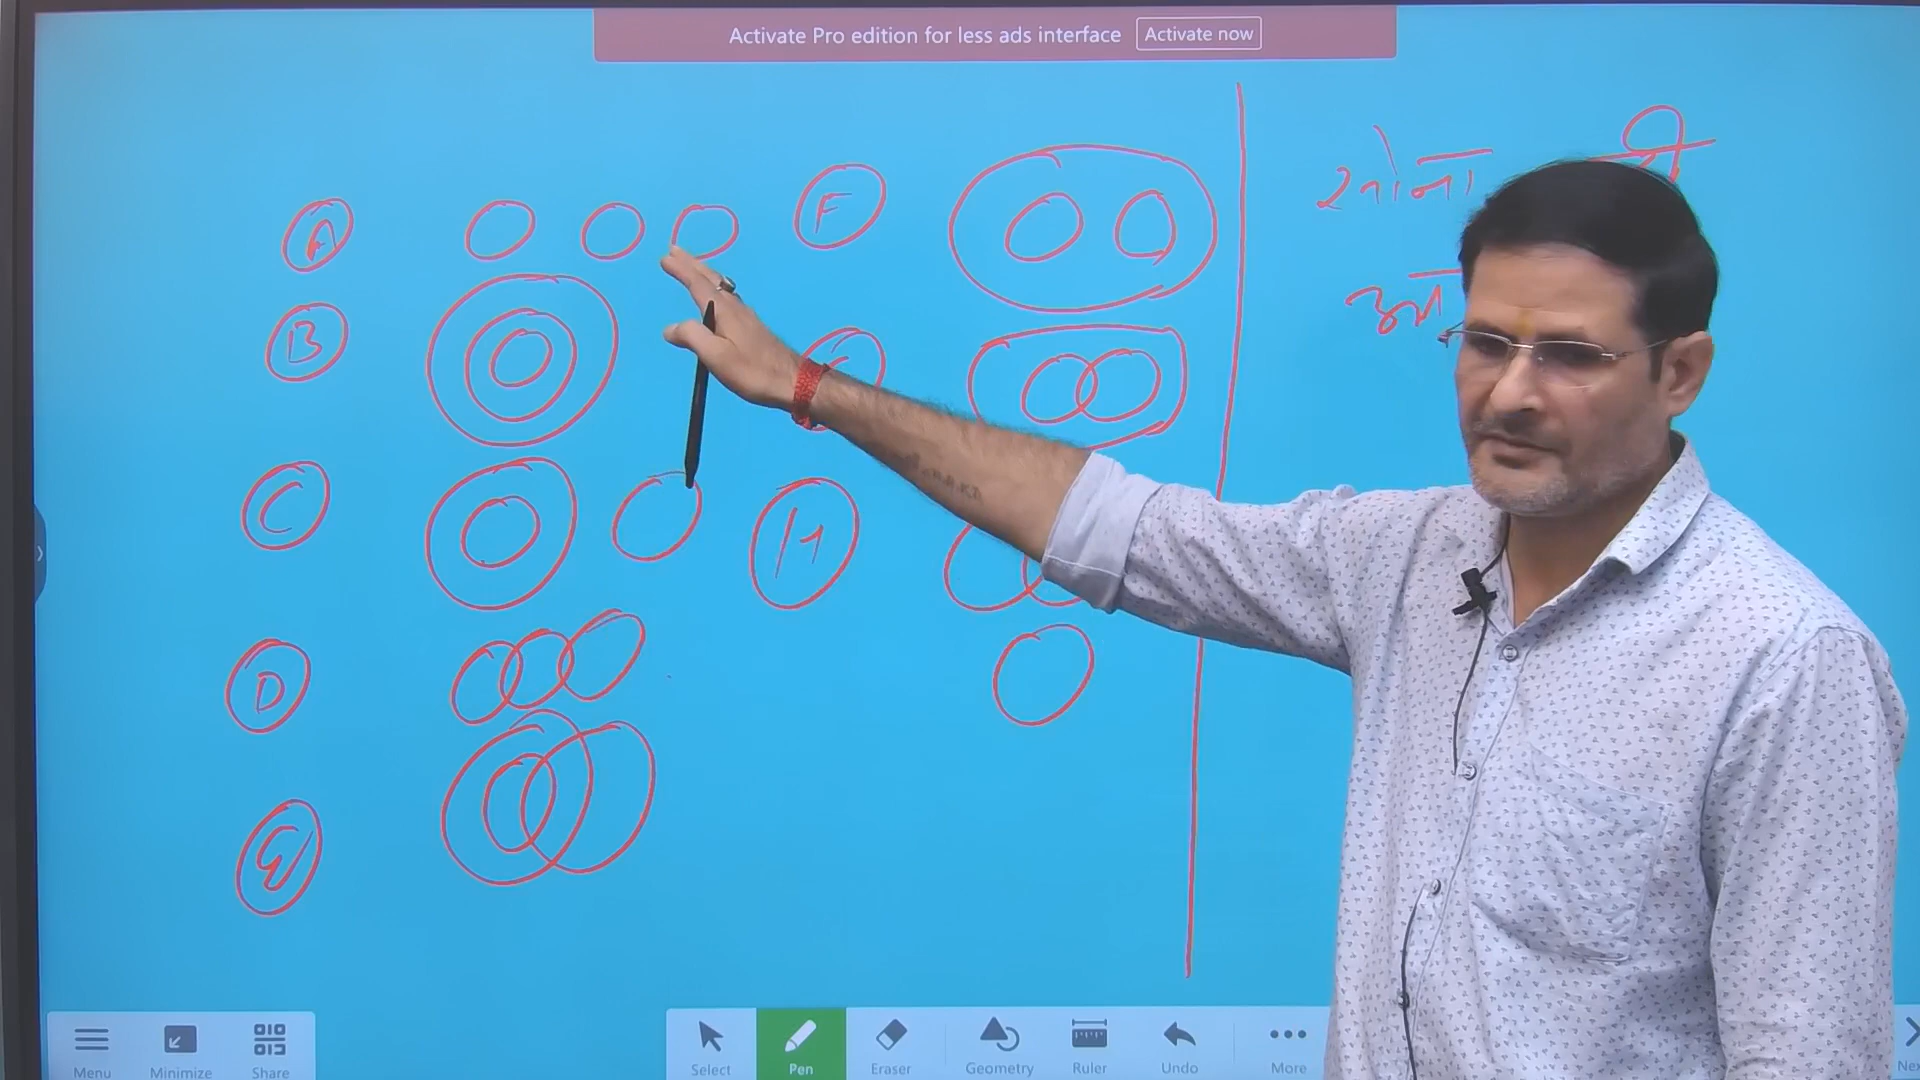 Activate Pro edition for less ads interface Activate now
A
F
B
C
H
D
E
Menu Minimize Share Select Pen Eraser Geometry Ruler Undo More